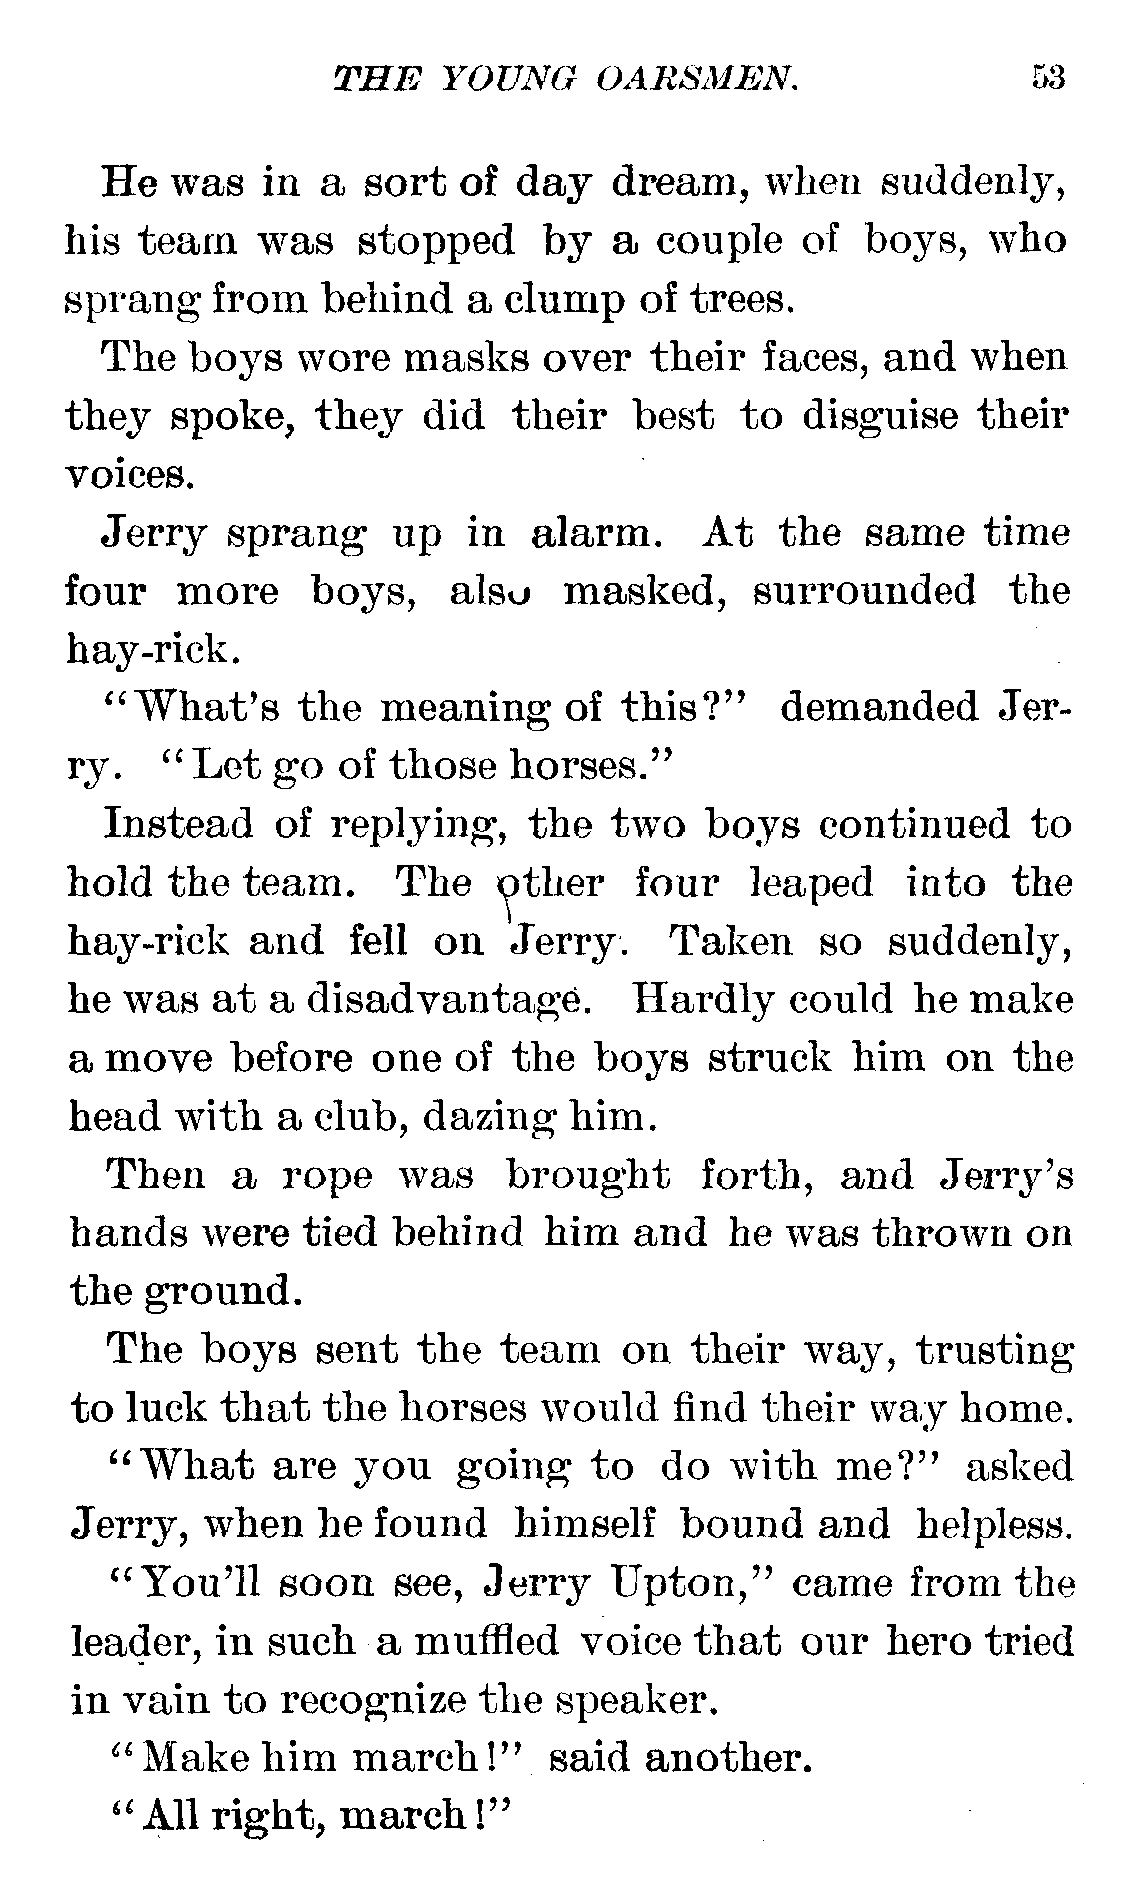 THE YOUNG OARSMEN. 53
He was in a sort of day dream, when suddenly,
his team was stopped by a couple of boys, who
sprang from behind a clump of trees.
The boys wore masks over their faces, and when
they spoke, they did their best to disguise their
voices.
Jerry sprang up in alarm. At the same time
four more boys, also masked, surrounded the
hay-rick.
"What's the meaning of this?" demanded Jer-
ry. "Let go of those horses."
Instead of replying, the two boys continued to
hold the team. The other four leaped into the
hay-rick and fell on Jerry. Taken so suddenly,
he was at a disadvantage. Hardly could he make
a move before one of the boys struck him on the
head with a club, dazing him.
Then a rope was brought forth, and Jerry's
hands were tied behind him and he was thrown on
the ground.
The boys sent the team on their way, trusting
to luck that the horses would find their way home.
"What are you going to do with me?" asked
Jerry, when he found himself bound and helpless.
"You'll soon see, Jerry Upton," came from the
leader, in such a muffled voice that our hero tried
in vain to recognize the speaker.
"Make him march!" said another.
"All right, march!"